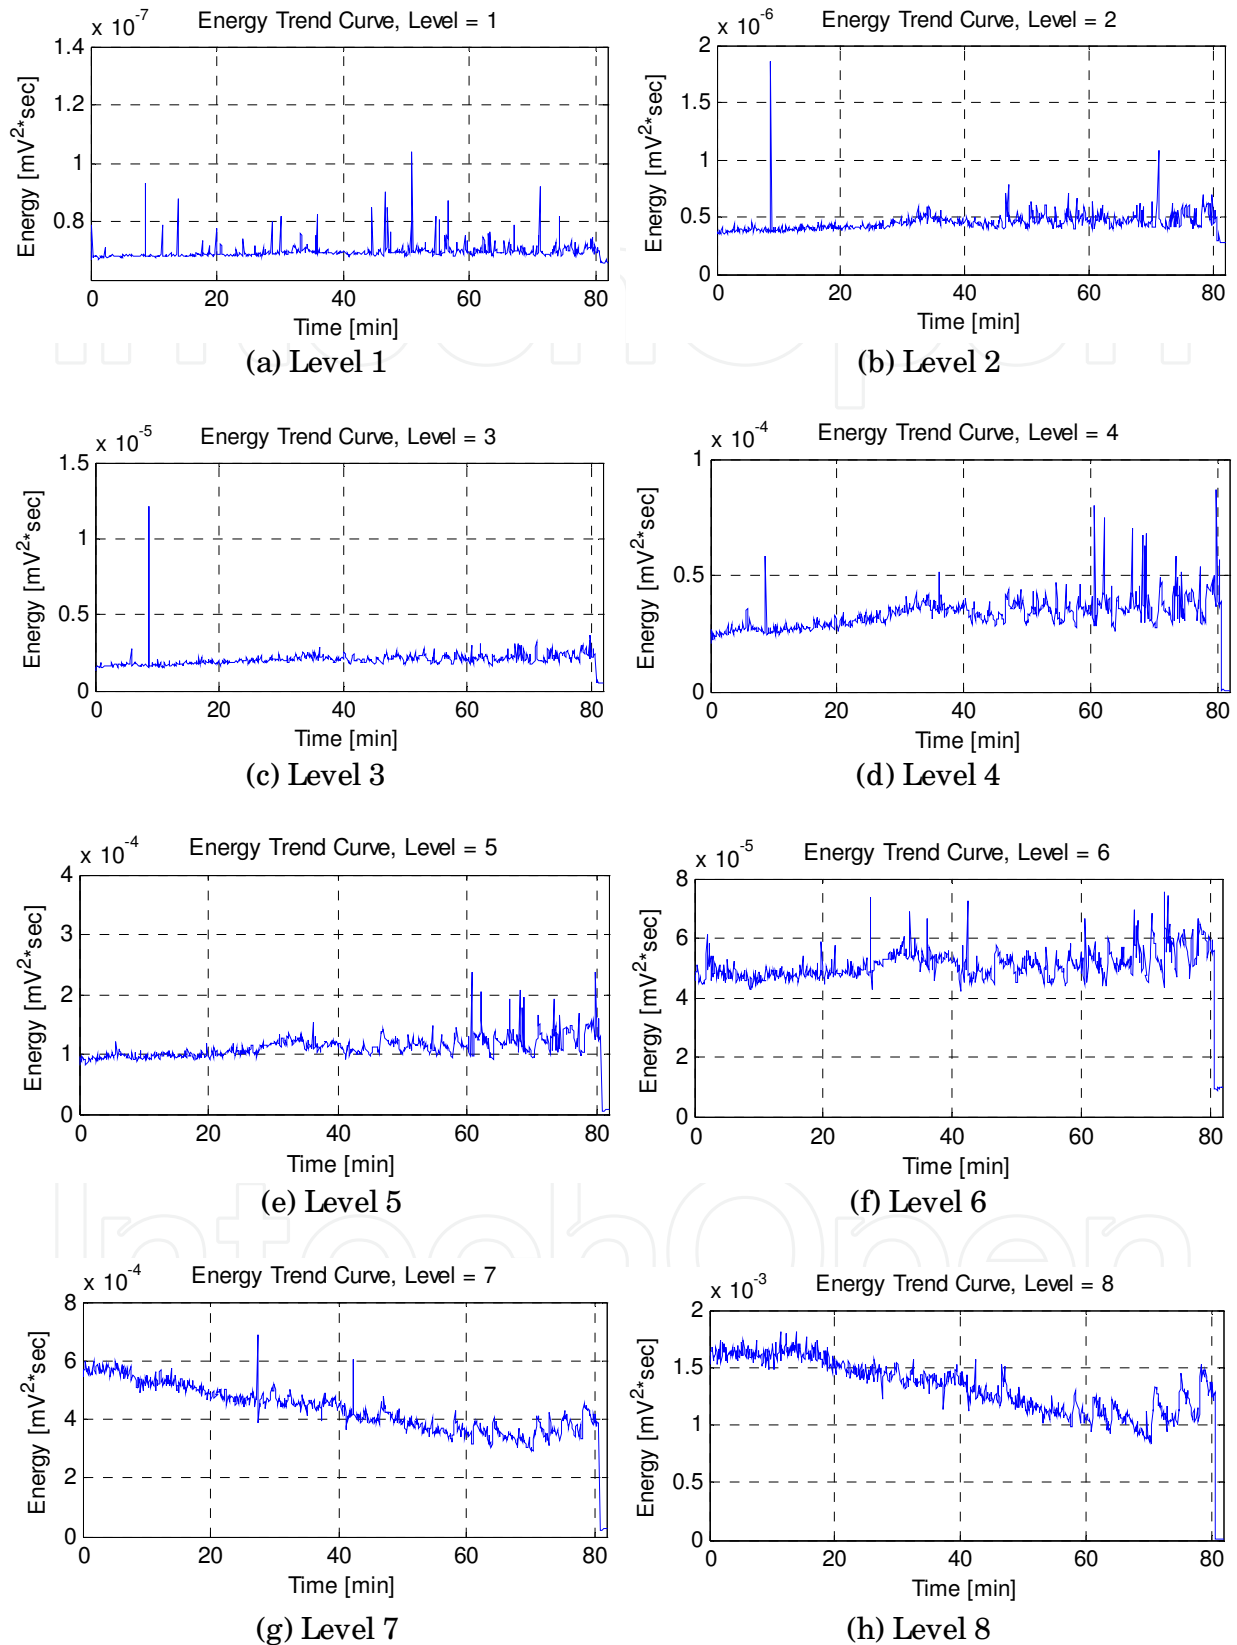 x 10^-7 Energy Trend Curve, Level = 1
1.4
1.2
1
0.8
Energy [mV^2*sec]
0 20 40 60 80
Time [min]
(a) Level 1
x 10^-6 Energy Trend Curve, Level = 2
2
1.5
1
0.5
0
Energy [mV^2*sec]
0 20 40 60 80
Time [min]
(b) Level 2
x 10^-5 Energy Trend Curve, Level = 3
1.5
1
0.5
0
Energy [mV^2*sec]
0 20 40 60 80
Time [min]
(c) Level 3
x 10^-4 Energy Trend Curve, Level = 4
1
0.5
0
Energy [mV^2*sec]
0 20 40 60 80
Time [min]
(d) Level 4
x 10^-4 Energy Trend Curve, Level = 5
4
3
2
1
0
Energy [mV^2*sec]
0 20 40 60 80
Time [min]
(e) Level 5
x 10^-5 Energy Trend Curve, Level = 6
8
6
4
2
0
Energy [mV^2*sec]
0 20 40 60 80
Time [min]
(f) Level 6
x 10^-4 Energy Trend Curve, Level = 7
8
6
4
2
0
Energy [mV^2*sec]
0 20 40 60 80
Time [min]
(g) Level 7
x 10^-3 Energy Trend Curve, Level = 8
2
1.5
1
0.5
0
Energy [mV^2*sec]
0 20 40 60 80
Time [min]
(h) Level 8
IntechOpen
IntechOpen